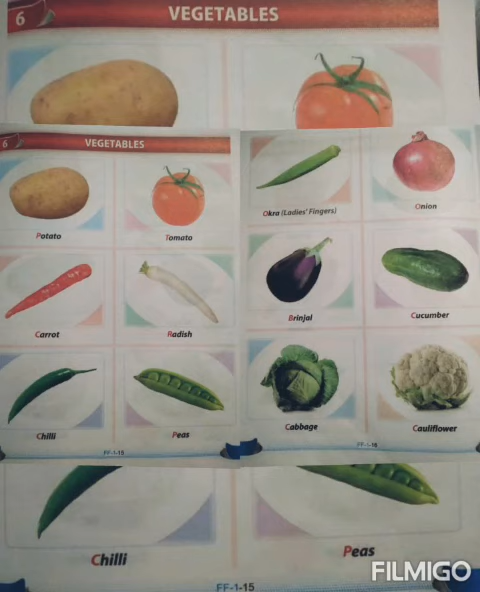 6 VEGETABLES
6 VEGETABLES
Potato Tomato
Carrot Radish
Chilli Peas
FF-1-15
Okra (Ladies' Fingers) Onion
Brinjal Cucumber
Cabbage Cauliflower
FF-1-15
Chilli Peas
FF-1-15
FILMIGO